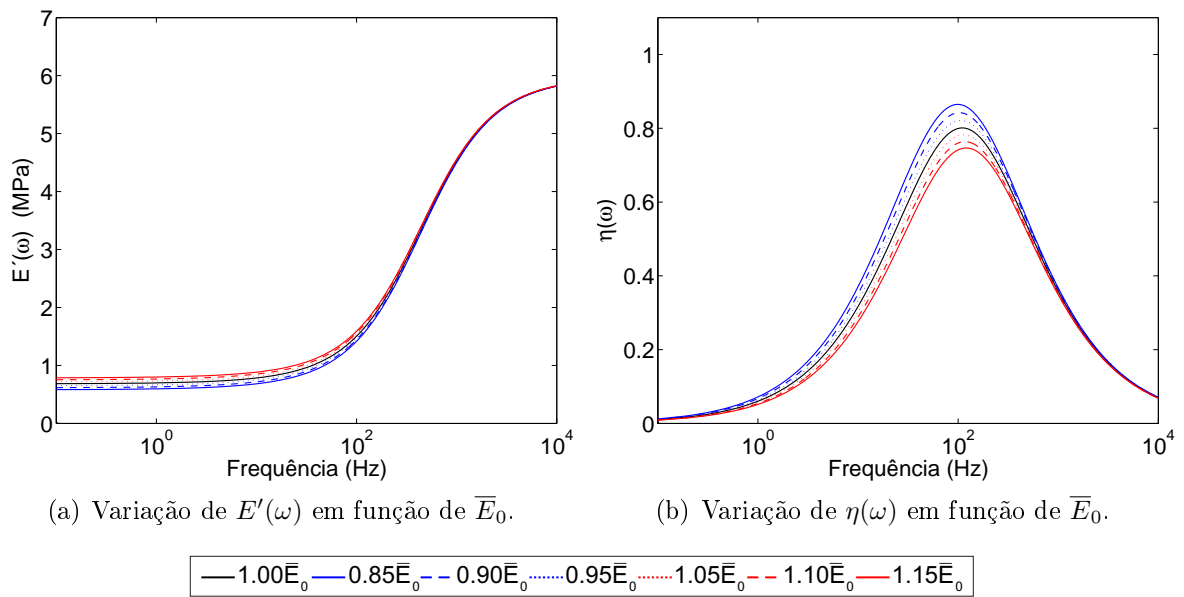 7
6
5
4
3
2
1
0
E´(ω) (MPa)
10^0
10^2
10^4
Frequência (Hz)
(a) Variação de E′(ω) em função de E̅₀.
1
0.8
0.6
0.4
0.2
0
η(ω)
10^0
10^2
10^4
Frequência (Hz)
(b) Variação de η(ω) em função de E̅₀.
1.00E̅₀ 0.85E̅₀ 0.90E̅₀ 0.95E̅₀ 1.05E̅₀ 1.10E̅₀ 1.15E̅₀